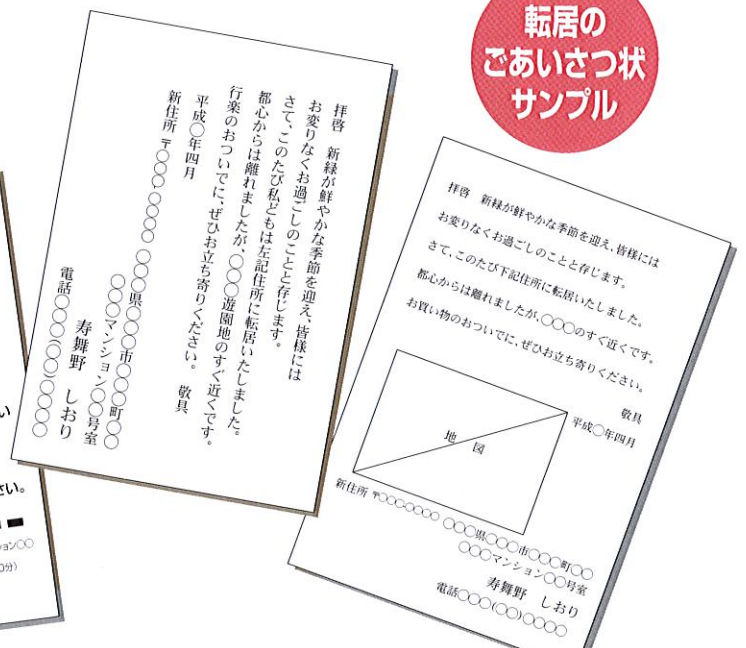 転居の
ごあいさつ状
サンプル
拝啓　新緑が鮮やかな季節を迎え、皆様には
お変りなくお過ごしのことと存じます。
さて、このたび私どもは左記住所に転居いたしました。
都心からは離れましたが、○○○遊園地のすぐ近くです。
行楽のおついでに、ぜひお立ち寄りください。　敬具
平成○年四月
新住所　〒○○○-○○○○　○○県○○○市○○○町○○
○○○マンション○○号室
寿舞野　しおり
電話○○○(○○)○○○○
拝啓　新緑が鮮やかな季節を迎え、皆様には
お変りなくお過ごしのことと存じます。
さて、このたび下記住所に転居いたしました。
都心からは離れましたが、○○○のすぐ近くです。
お買い物のおついでに、ぜひお立ち寄りください。
敬具
平成○年四月
地　図
新住所　〒○○○-○○○○　○○○県○○○市○○○町○○
○○○マンション○○号室
寿舞野　しおり
電話○○○(○○)○○○○
い
さい。
ション○○
0分)